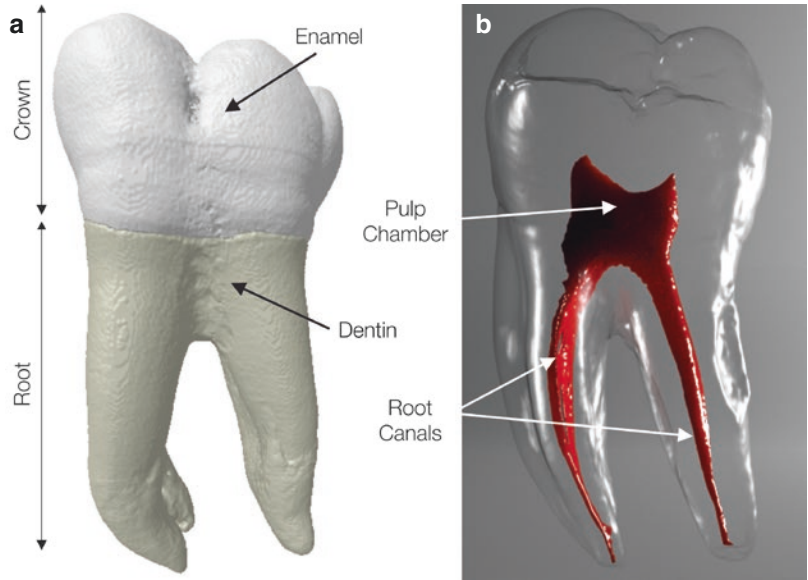 a
Crown
Root
Enamel
Dentin
b
Pulp
Chamber
Root
Canals